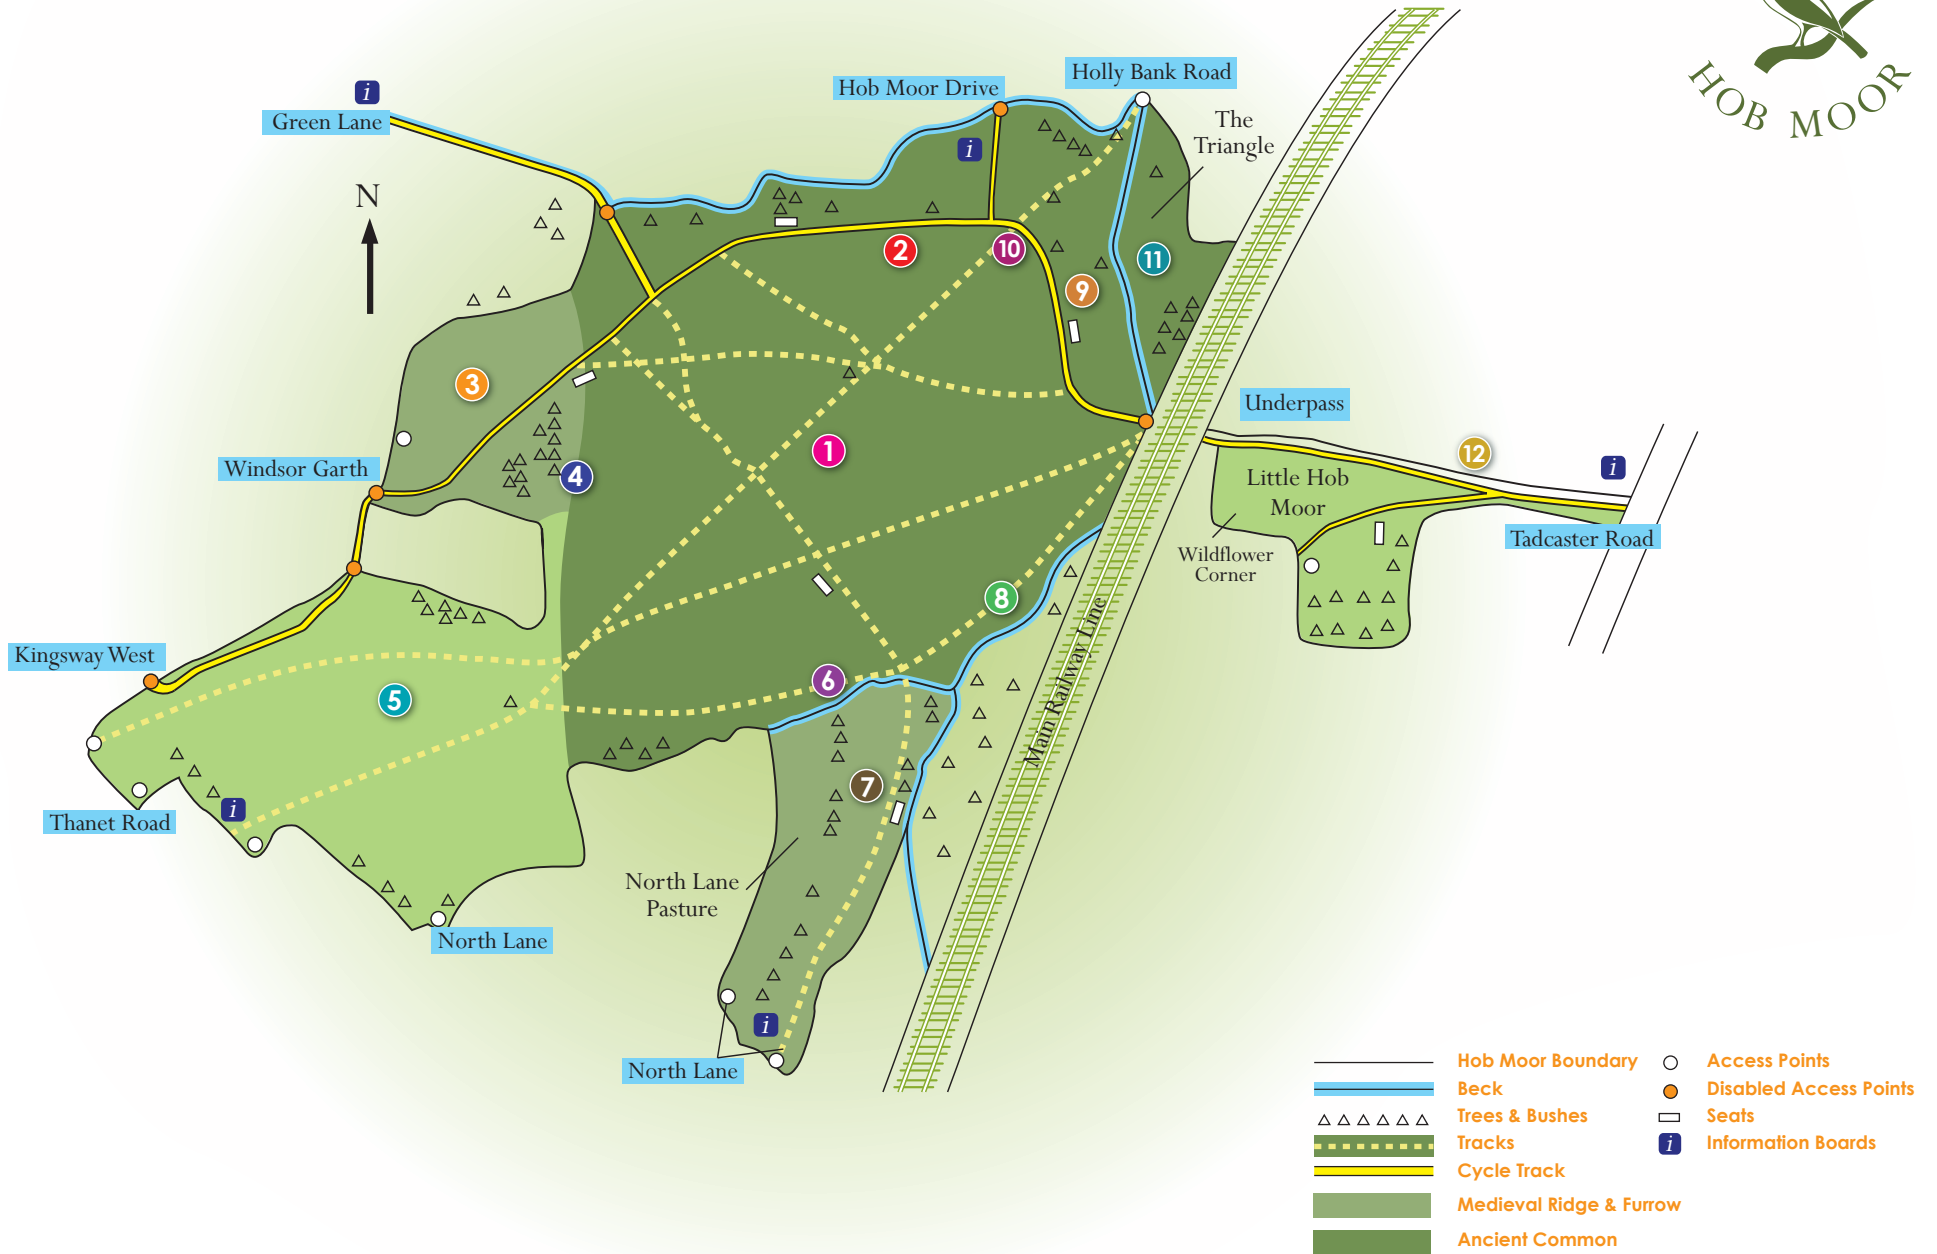 HOB MOOR
i
Green Lane
N
Hob Moor Drive
i
Holly Bank Road
The
Triangle
2
10
11
9
3
1
4
Windsor Garth
Underpass
12
i
Little Hob
Moor
Tadcaster Road
Wildflower
Corner
8
Kingsway West
6
5
Main Railway Line
7
Thanet Road
i
North Lane
North Lane
Pasture
i
North Lane
Hob Moor Boundary
Access Points
Beck
Disabled Access Points
Trees & Bushes
Seats
Tracks
i
Information Boards
Cycle Track
Medieval Ridge & Furrow
Ancient Common